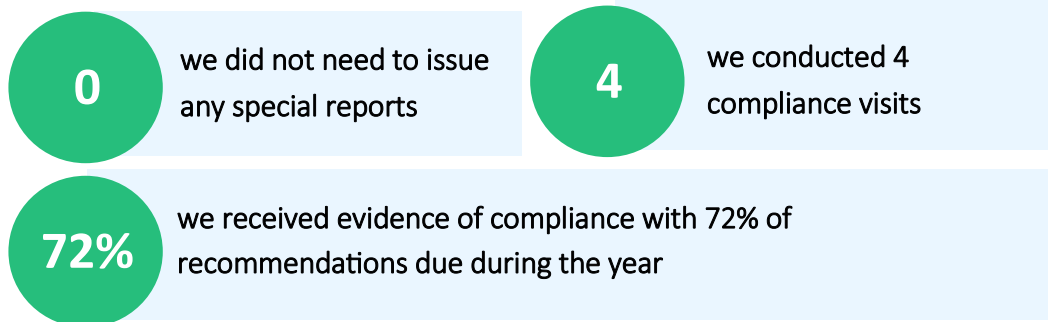 0
we did not need to issue
any special reports
4
we conducted 4
compliance visits
72%
we received evidence of compliance with 72% of
recommendations due during the year